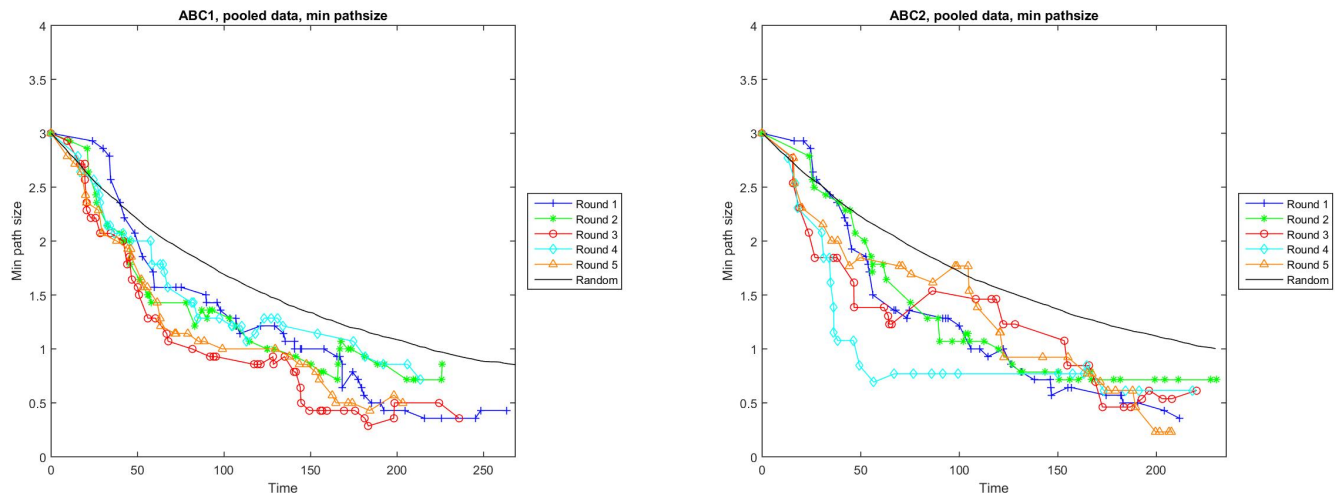 ABC1, pooled data, min pathsize
4
3.5
3
2.5
2
1.5
1
0.5
0
Min path size
0
50
100
150
200
250
Time
Round 1
Round 2
Round 3
Round 4
Round 5
Random
ABC2, pooled data, min pathsize
4
3.5
3
2.5
2
1.5
1
0.5
0
Min path size
0
50
100
150
200
Time
Round 1
Round 2
Round 3
Round 4
Round 5
Random